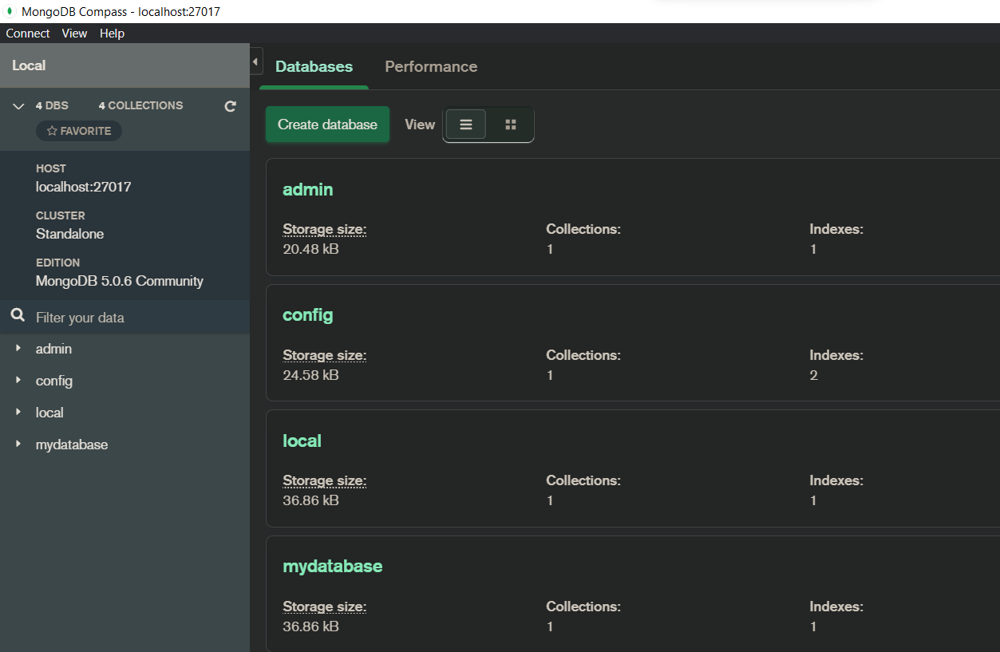 MongoDB Compass - localhost:27017
Connect View Help
Local
4 DBS 4 COLLECTIONS
FAVORITE
HOST
localhost:27017
CLUSTER
Standalone
EDITION
MongoDB 5.0.6 Community
Filter your data
admin
config
local
mydatabase
Databases Performance
Create database View
admin
Storage size: Collections: Indexes:
20.48 kB 1 1
config
Storage size: Collections: Indexes:
24.58 kB 1 2
local
Storage size: Collections: Indexes:
36.86 kB 1 1
mydatabase
Storage size: Collections: Indexes:
36.86 kB 1 1